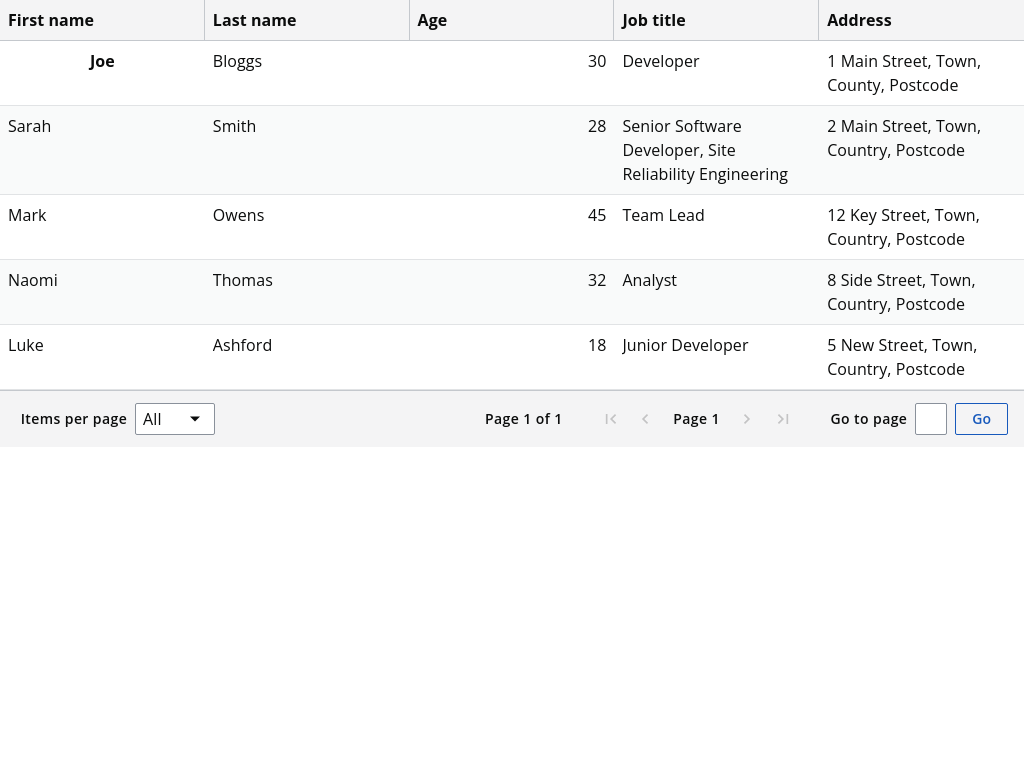 First name Last name Age Job title Address
Joe Bloggs 30 Developer 1 Main Street, Town,
County, Postcode
Sarah Smith 28 Senior Software 2 Main Street, Town,
Developer, Site Country, Postcode
Reliability Engineering
Mark Owens 45 Team Lead 12 Key Street, Town,
Country, Postcode
Naomi Thomas 32 Analyst 8 Side Street, Town,
Country, Postcode
Luke Ashford 18 Junior Developer 5 New Street, Town,
Country, Postcode
Items per page All Page 1 of 1 Page 1 Go to page Go